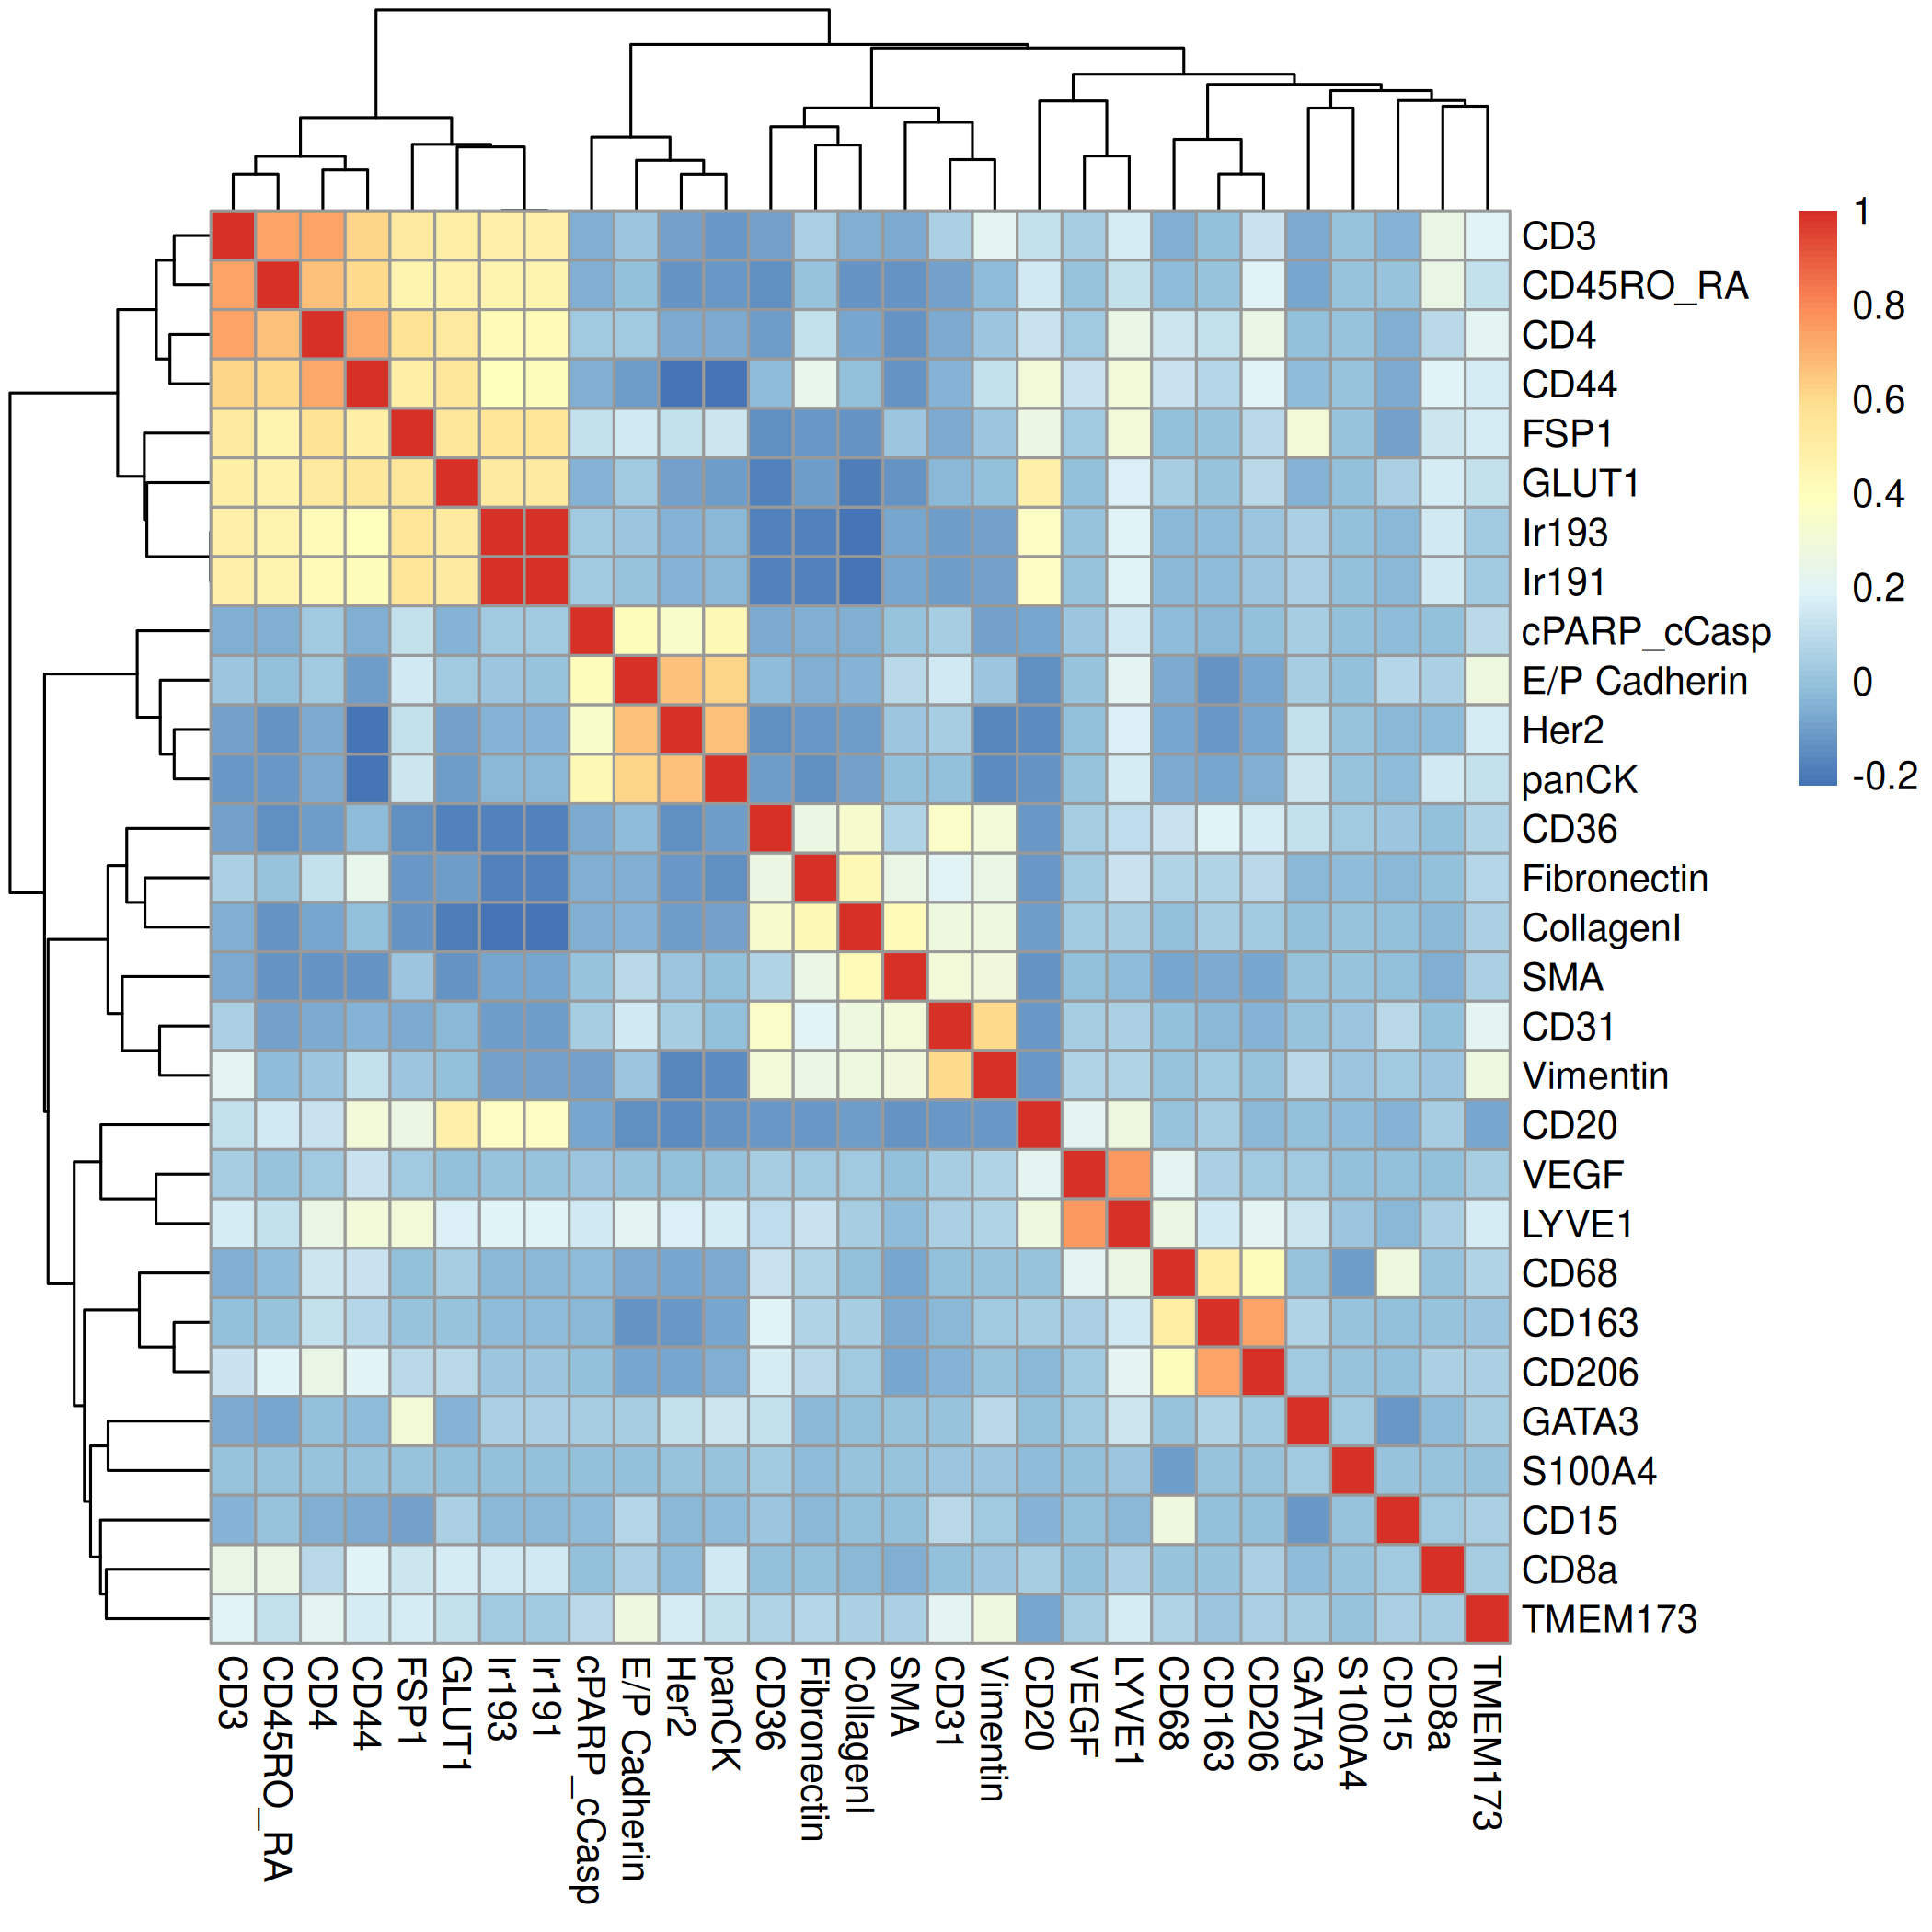 1
0.8
0.6
0.4
0.2
0
-0.2
CD3
CD45RO_RA
CD4
CD44
FSP1
GLUT1
Ir193
Ir191
cPARP_cCasp
E/P Cadherin
Her2
panCK
CD36
Fibronectin
CollagenI
SMA
CD31
Vimentin
CD20
VEGF
LYVE1
CD68
CD163
CD206
GATA3
S100A4
CD15
CD8a
TMEM173
CD3
CD45RO_RA
CD4
CD44
FSP1
GLUT1
Ir193
Ir191
cPARP_cCasp
E/P Cadherin
Her2
panCK
CD36
Fibronectin
CollagenI
SMA
CD31
Vimentin
CD20
VEGF
LYVE1
CD68
CD163
CD206
GATA3
S100A4
CD15
CD8a
TMEM173